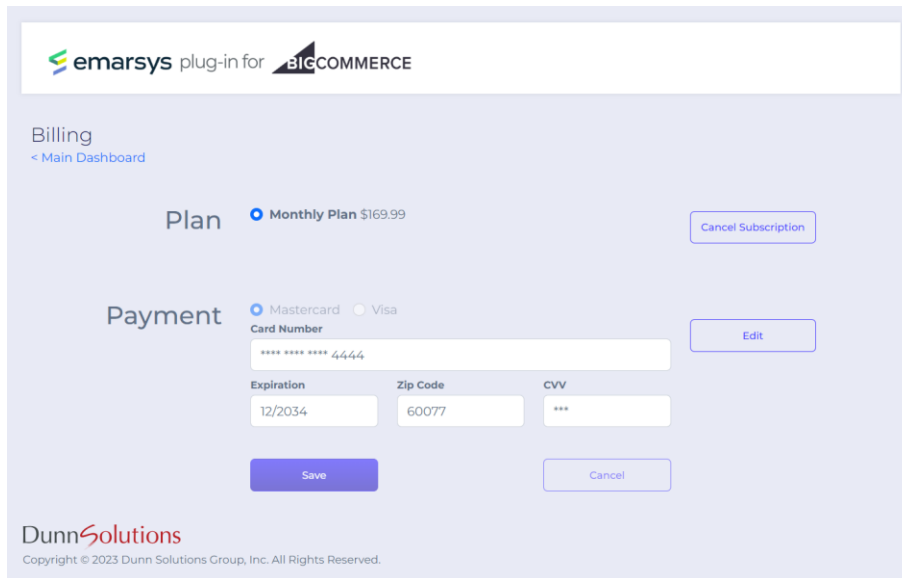 emarsys plug-in for BIGCOMMERCE
Billing
< Main Dashboard
Plan
Monthly Plan $169.99
Cancel Subscription
Payment
Mastercard Visa
Card Number
**** **** **** 4444
Edit
Expiration Zip Code CVV
12/2034 60077 ***
Save Cancel
DunnSolutions
Copyright © 2023 Dunn Solutions Group, Inc. All Rights Reserved.